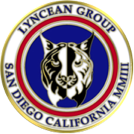 LYNCEAN GROUP
SAN DIEGO CALIFORNIA MMIII